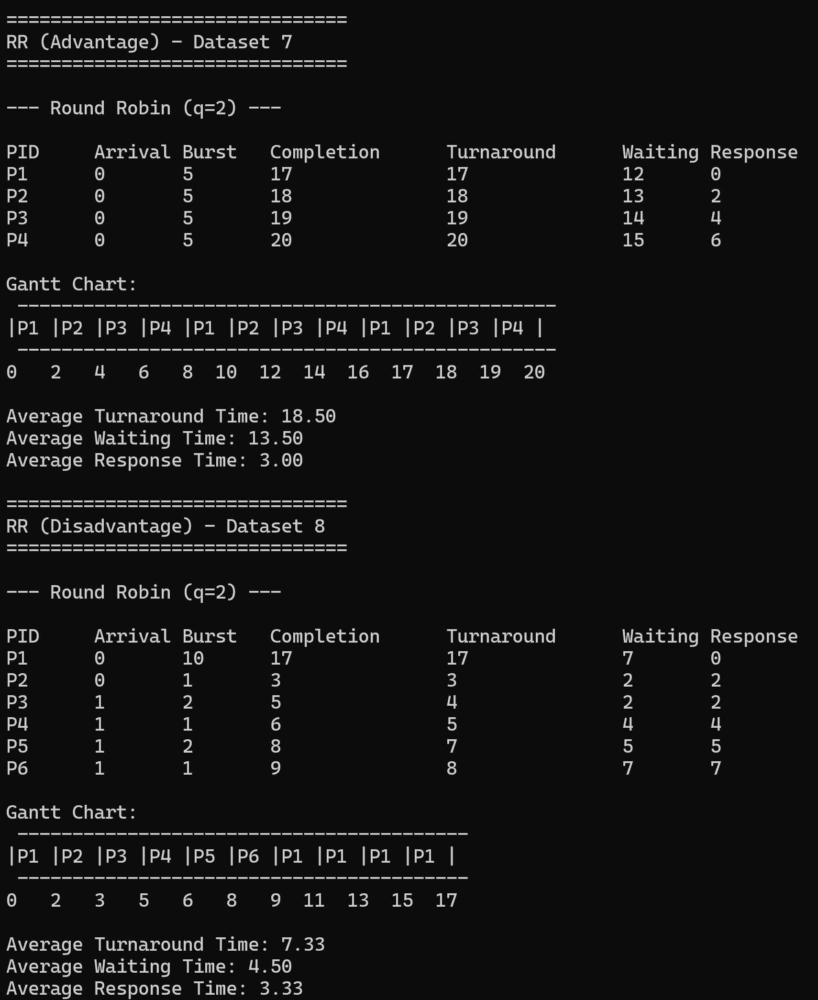 ===============================
RR (Advantage) - Dataset 7
===============================
--- Round Robin (q=2) ---
PID     Arrival Burst   Completion      Turnaround      Waiting Response
P1      0       5       17              17              12      0
P2      0       5       18              18              13      2
P3      0       5       19              19              14      4
P4      0       5       20              20              15      6
Gantt Chart:
 -------------------------------------------------
|P1 |P2 |P3 |P4 |P1 |P2 |P3 |P4 |P1 |P2 |P3 |P4 |
 -------------------------------------------------
0   2   4   6   8  10  12  14  16  17  18  19  20
Average Turnaround Time: 18.50
Average Waiting Time: 13.50
Average Response Time: 3.00
===============================
RR (Disadvantage) - Dataset 8
===============================
--- Round Robin (q=2) ---
PID     Arrival Burst   Completion      Turnaround      Waiting Response
P1      0       10      17              17              7       0
P2      0       1       3               3               2       2
P3      1       2       5               4               2       2
P4      1       1       6               5               4       4
P5      1       2       8               7               5       5
P6      1       1       9               8               7       7
Gantt Chart:
 -----------------------------------------
|P1 |P2 |P3 |P4 |P5 |P6 |P1 |P1 |P1 |P1 |
 -----------------------------------------
0   2   3   5   6   8   9  11  13  15  17
Average Turnaround Time: 7.33
Average Waiting Time: 4.50
Average Response Time: 3.33